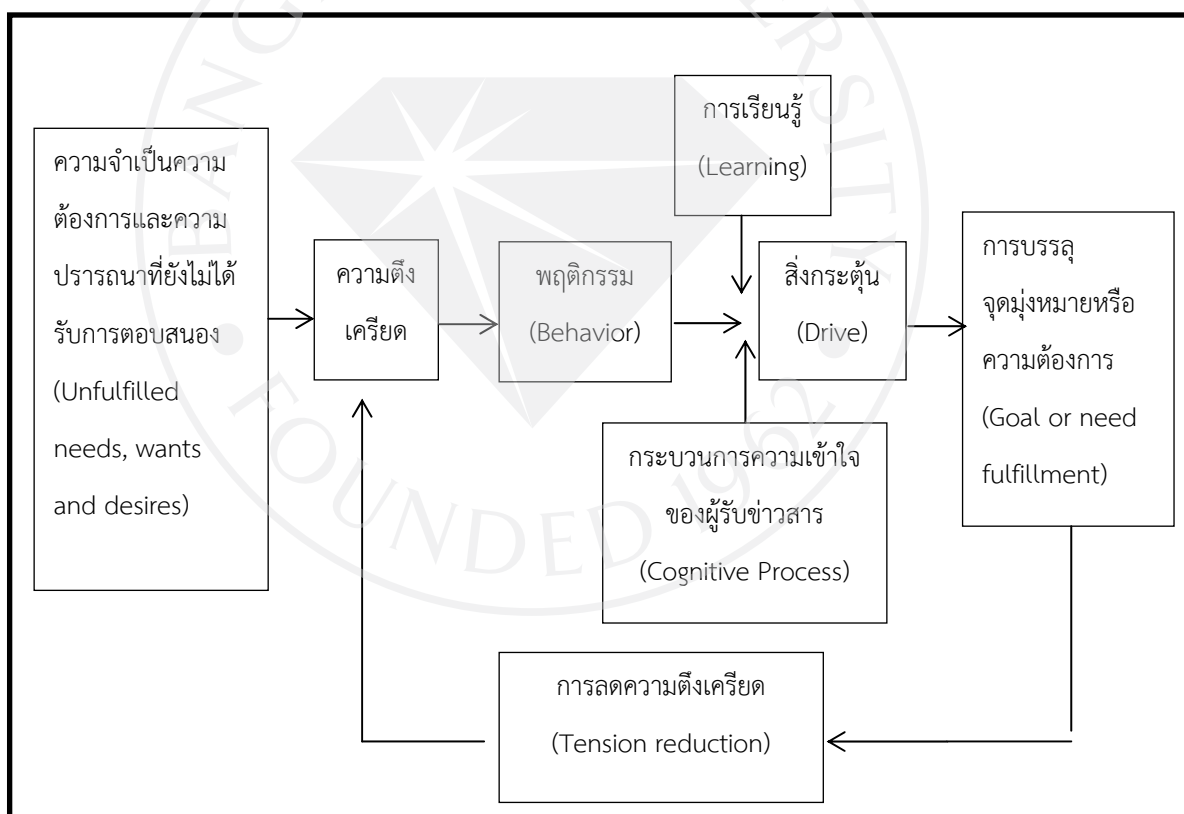 ความจำเป็นความ
ต้องการและความ
ปรารถนาที่ยังไม่ได้
รับการตอบสนอง
(Unfulfilled
needs, wants
and desires)
ความตึง
เครียด
พฤติกรรม
(Behavior)
การเรียนรู้
(Learning)
สิ่งกระตุ้น
(Drive)
กระบวนการความเข้าใจ
ของผู้รับข่าวสาร
(Cognitive Process)
การบรรลุ
จุดมุ่งหมายหรือ
ความต้องการ
(Goal or need
fulfillment)
การลดความตึงเครียด
(Tension reduction)
FOUNDED 1962